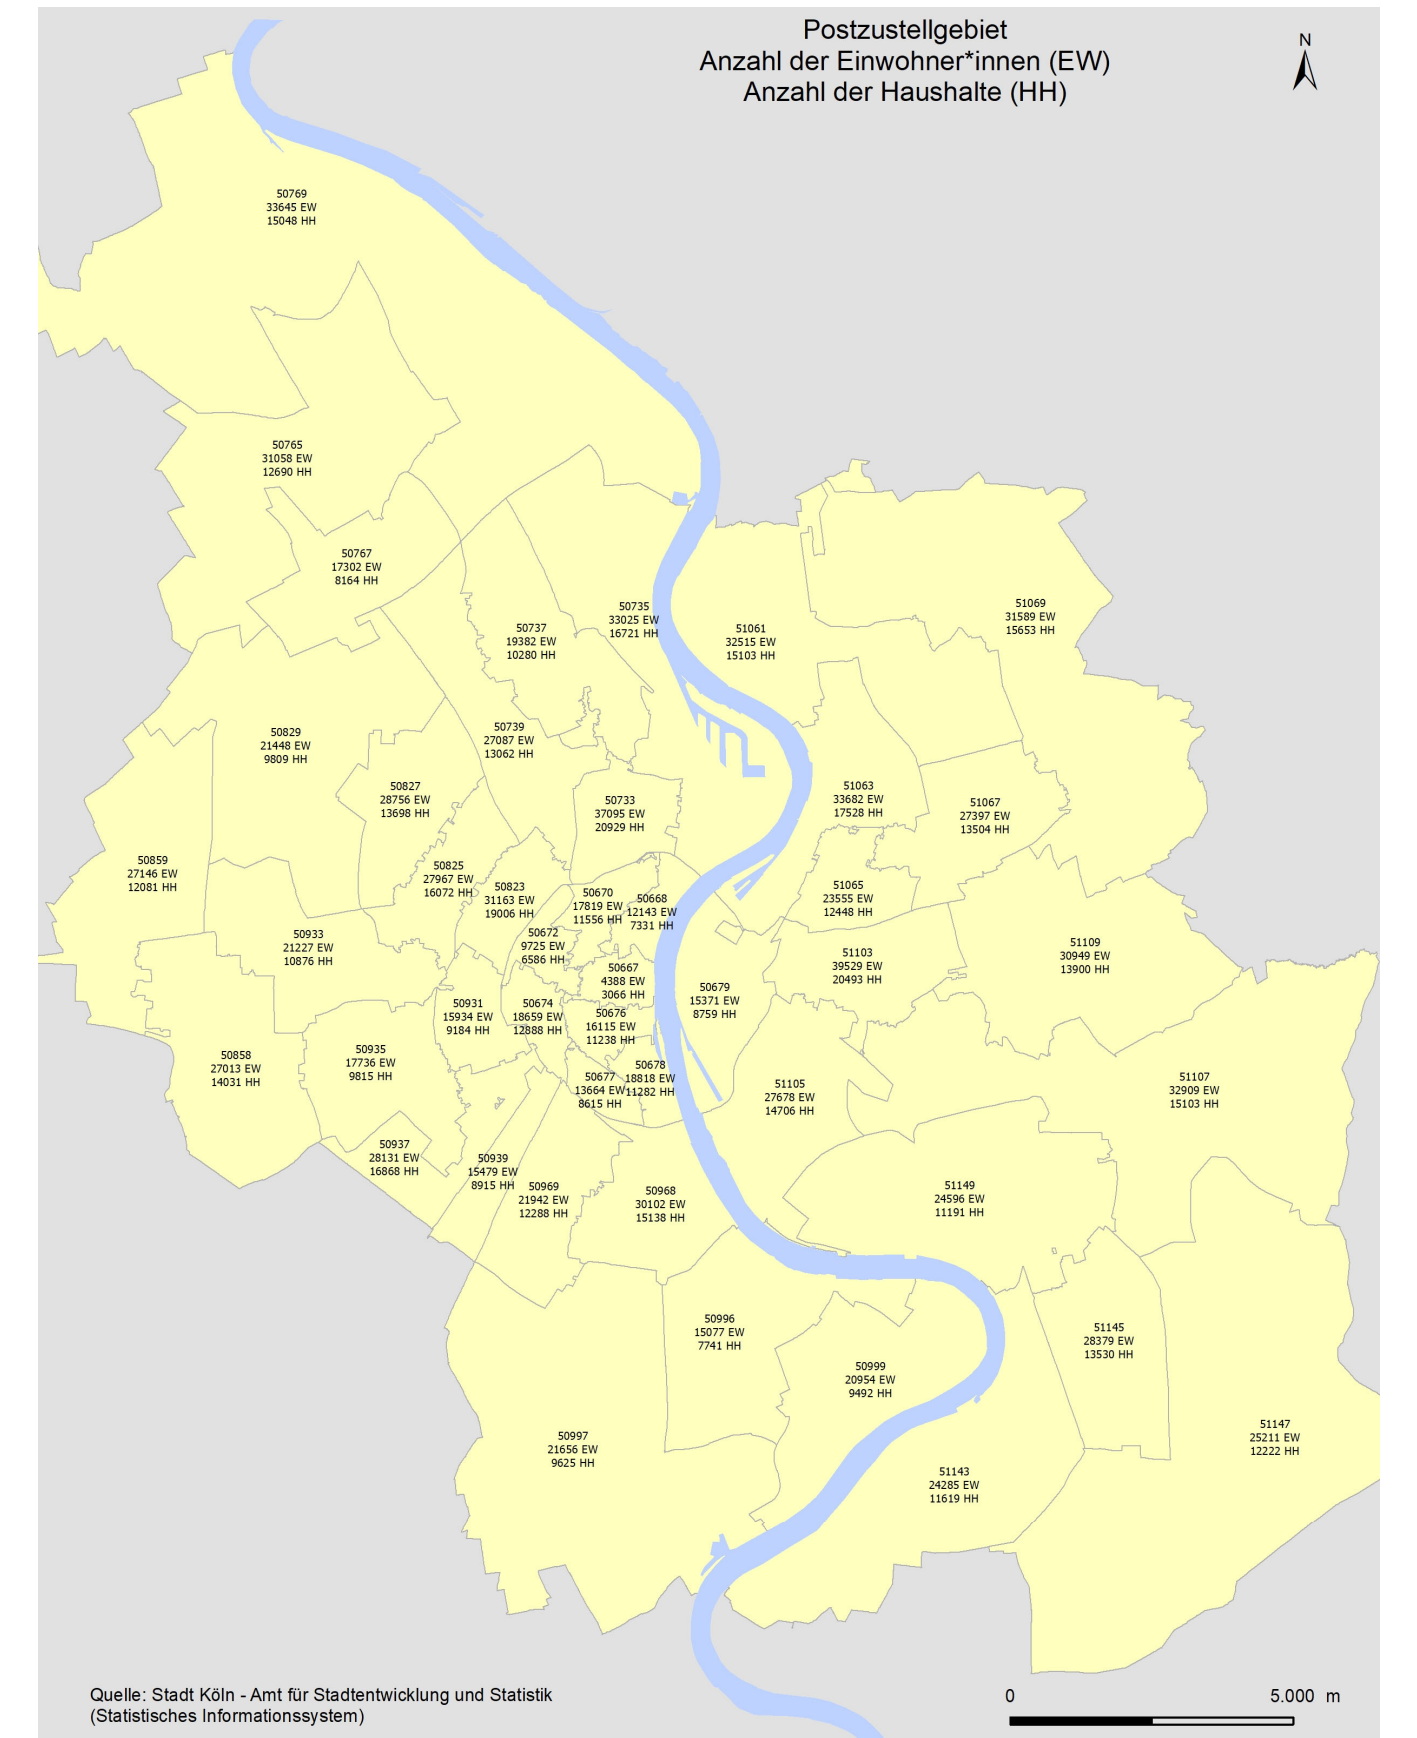 Postzustellgebiet
Anzahl der Einwohner*innen (EW)
Anzahl der Haushalte (HH)
N
50769
33645 EW
15048 HH
50765
31058 EW
12690 HH
50767
17302 EW
8164 HH
50735
33025 EW
16721 HH
50737
19382 EW
10280 HH
51061
32515 EW
15103 HH
51069
31589 EW
15653 HH
50829
21448 EW
9809 HH
50739
27087 EW
13062 HH
50827
28756 EW
13698 HH
50733
37095 EW
20929 HH
51063
33682 EW
17528 HH
51067
27397 EW
13504 HH
50859
27146 EW
12081 HH
50825
27967 EW
16072 HH
50823
31163 EW
19006 HH
50670
17819 EW
11556 HH
50668
12143 EW
7331 HH
51065
23555 EW
12448 HH
50933
21227 EW
10876 HH
50672
9725 EW
6586 HH
51103
39529 EW
20493 HH
51109
30949 EW
13900 HH
50667
4388 EW
3066 HH
50679
15371 EW
8759 HH
50931
15934 EW
9184 HH
50674
18659 EW
12888 HH
50676
16115 EW
11238 HH
50858
27013 EW
14031 HH
50935
17736 EW
9815 HH
50677
13664 EW
8615 HH
50678
18818 EW
11282 HH
51105
27678 EW
14706 HH
51107
32909 EW
15103 HH
50937
28131 EW
16868 HH
50939
15479 EW
8915 HH
50969
21942 EW
12288 HH
50968
30102 EW
15138 HH
51149
24596 EW
11191 HH
50996
15077 EW
7741 HH
50999
20954 EW
9492 HH
51145
28379 EW
13530 HH
50997
21656 EW
9625 HH
51147
25211 EW
12222 HH
51143
24285 EW
11619 HH
Quelle: Stadt Köln - Amt für Stadtentwicklung und Statistik
(Statistisches Informationssystem)
0 5.000 m